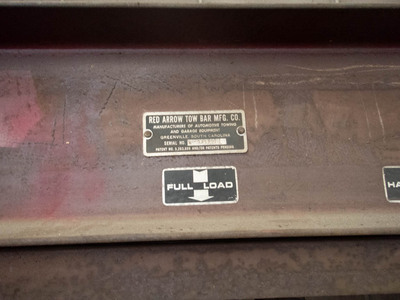 RED ARROW TOW BAR MFG. CO.
MANUFACTURERS OF AUTOMOTIVE TOWING
AND GARAGE EQUIPMENT
GREENVILLE, SOUTH CAROLINA
SERIAL NO.
FULL LOAD
HA